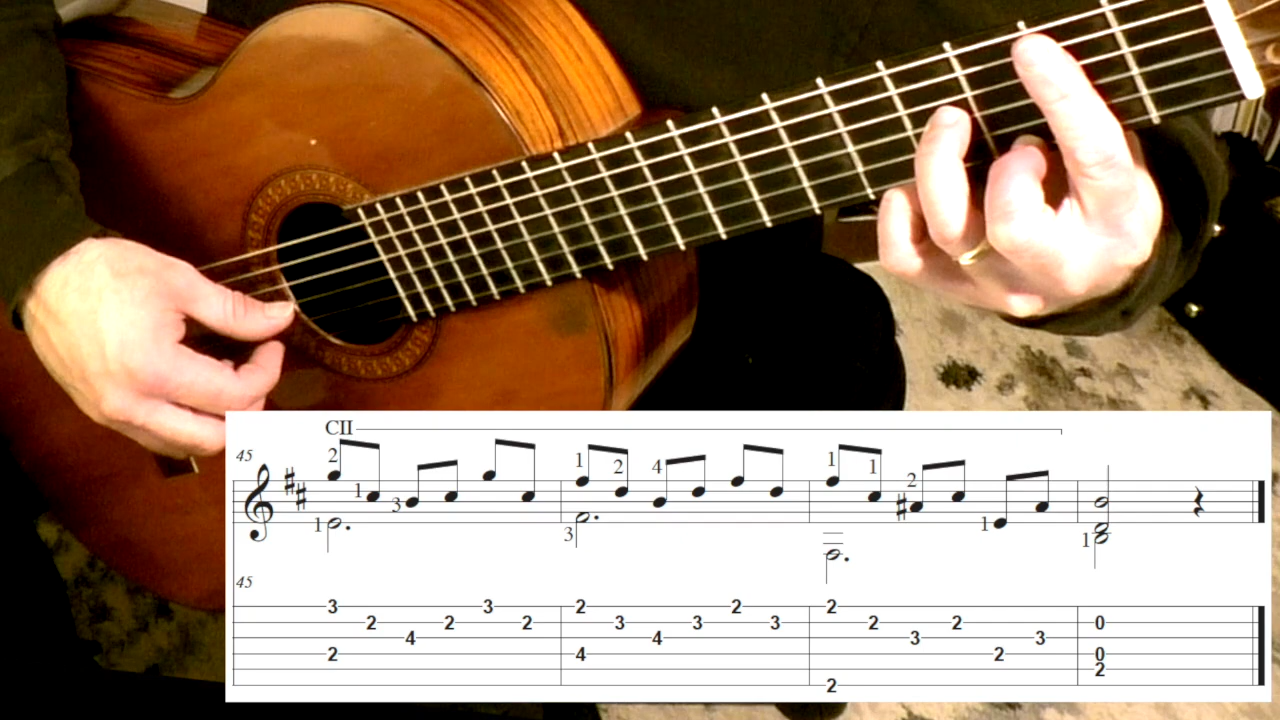 CII
45
2 1 3 1 1 2 4 3 1 1 2 1 1
45
3 3 2 2 2
2 2 2 3 3 3 2 2 0
4 4 3 3
2 4 2 0
2
2